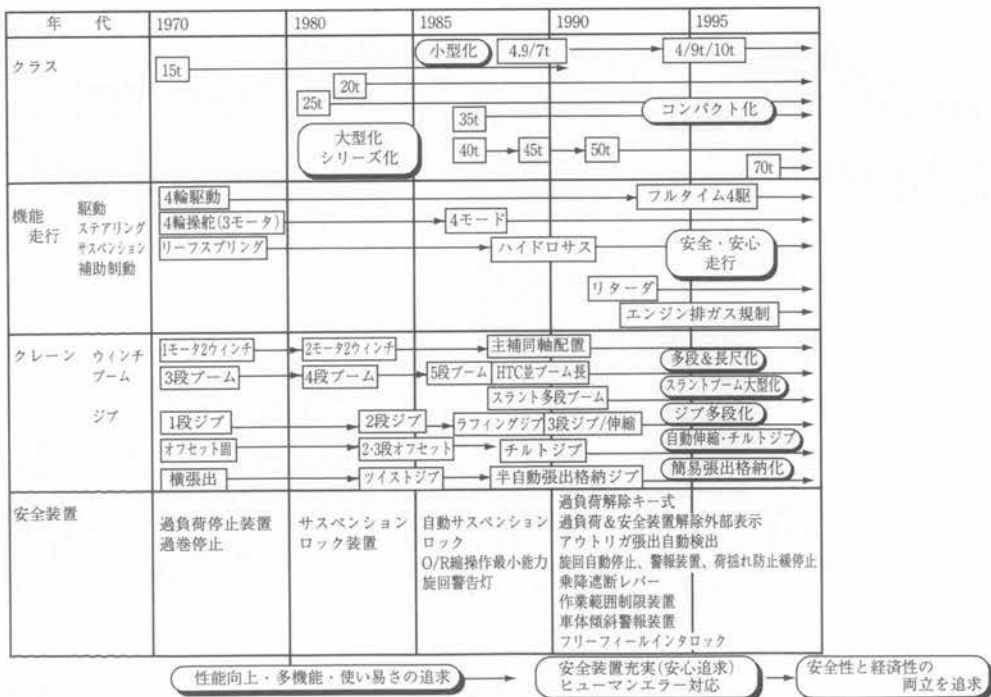 年代 1970 1980 1985 1990 1995
クラス
小型化 4.9/7t 4/9t/10t
15t
20t
25t コンパクト化
35t
大型化
シリーズ化
40t 45t 50t
70t
機能 駆動 4輪駆動 フルタイム4駆
走行 ステアリング 4輪操舵(3モータ) 4モード
サスペンション リーフスプリング ハイドロサス
補助制動
安全・安心
走行
リターダ
エンジン排ガス規制
クレーン ウィンチ 1モータ2ウィンチ 2モータ2ウィンチ 主補同軸配置
ブーム 3段ブーム 4段ブーム 5段ブーム HTC並ブーム長 多段&長尺化
スラント多段ブーム スラントブーム大型化
ジブ 1段ジブ 2段ジブ ラフィングジブ 3段ジブ/伸縮 ジブ多段化
オフセット固 2・3段オフセット チルトジブ 自動伸縮・チルトジブ
横張出 ツイストジブ 半自動張出格納ジブ 簡易張出格納化
安全装置
過負荷停止装置
過巻停止
サスペンション
ロック装置
自動サスペンション
ロック
O/R縮操作最小能力
旋回警告灯
過負荷解除キー式
過負荷&安全装置解除外部表示
アウトリガ張出自動検出
旋回自動停止、警報装置、荷揺れ防止緩停止
乗降遮断レバー
作業範囲制限装置
車体傾斜警報装置
フリーフィールインタロック
性能向上・多機能・使い易さの追求
安全装置充実(安心追求)
ヒューマンエラー対応
安全性と経済性の
両立を追求